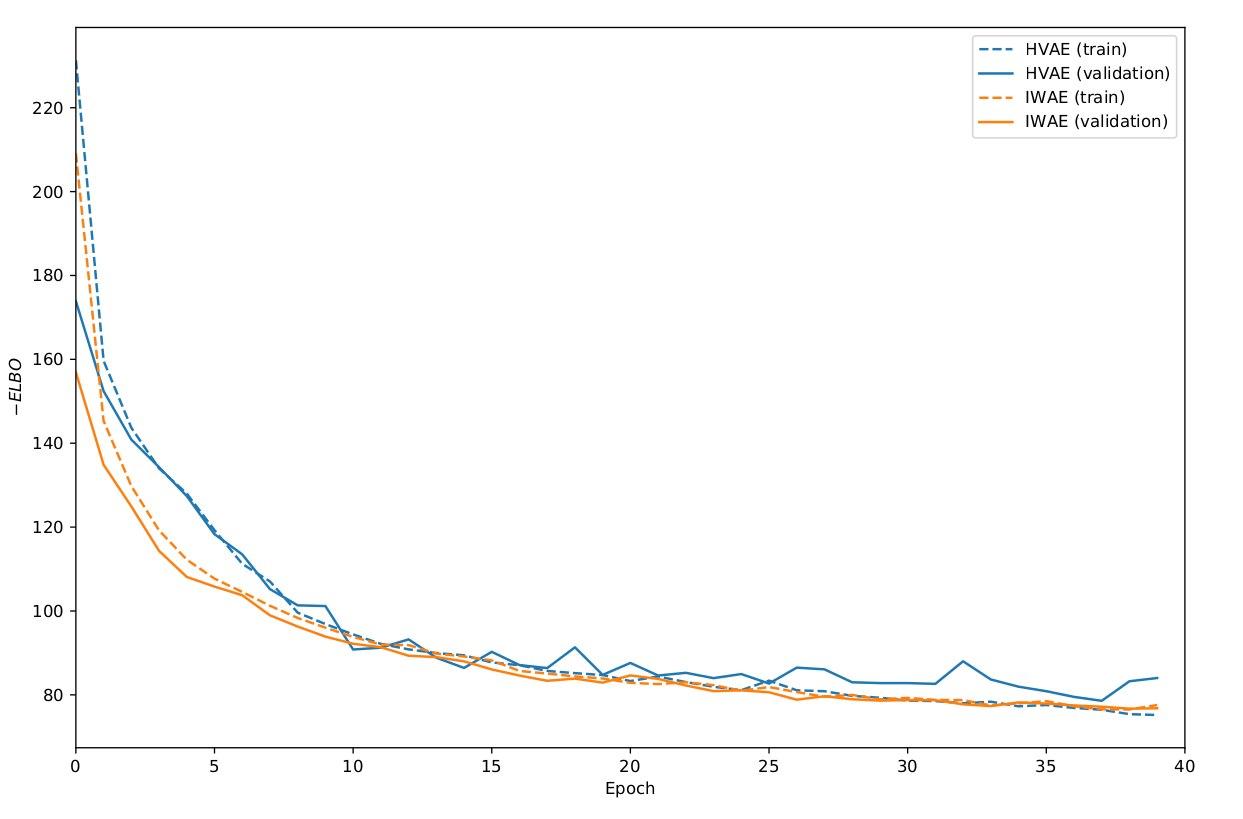 HVAE (train)
HVAE (validation)
IWAE (train)
IWAE (validation)
220
200
180
160
140
120
100
80
−ELBO
0 5 10 15 20 25 30 35 40
Epoch